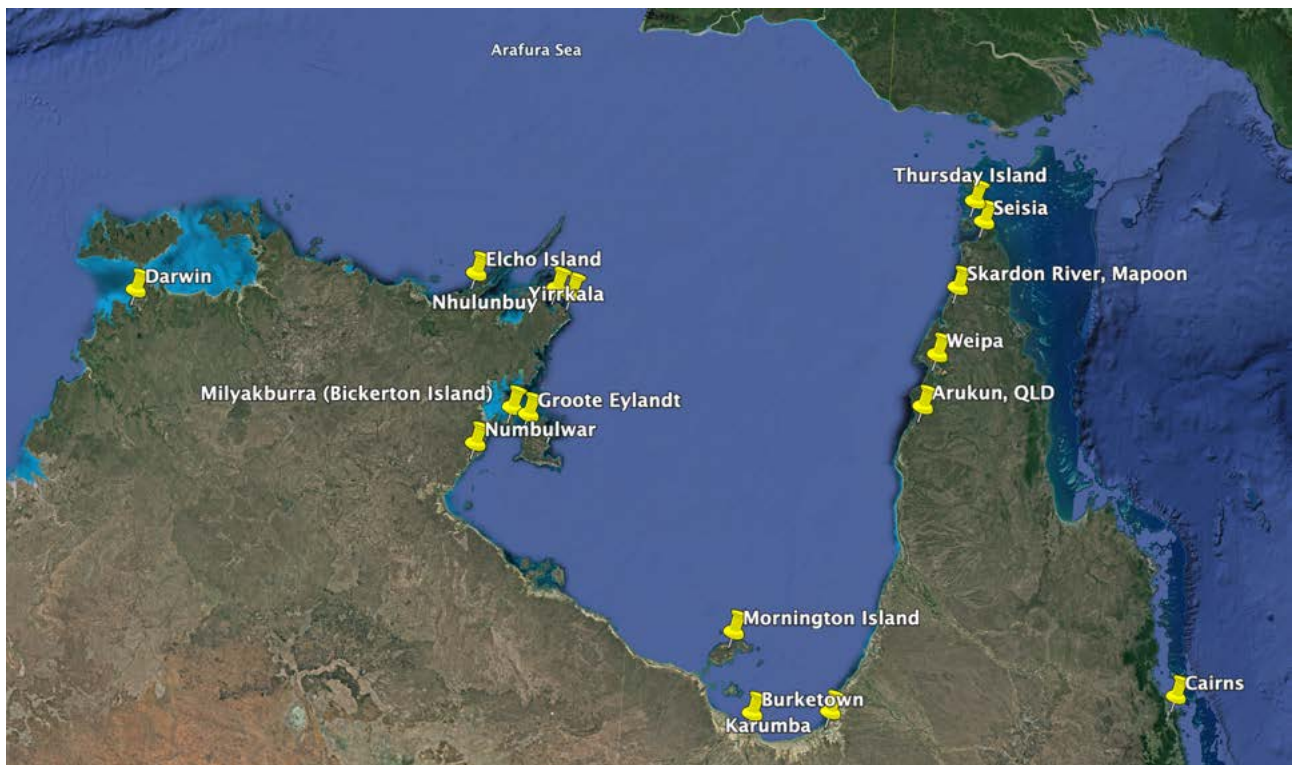 Arafura Sea
Thursday Island
Seisia
Elcho Island
Darwin
Skardon River, Mapoon
Nhulunbuy
Yirrkala
Weipa
Milyakburra (Bickerton Island)
Groote Eylandt
Arukun, QLD
Numbulwar
Mornington Island
Cairns
Burketown
Karumba